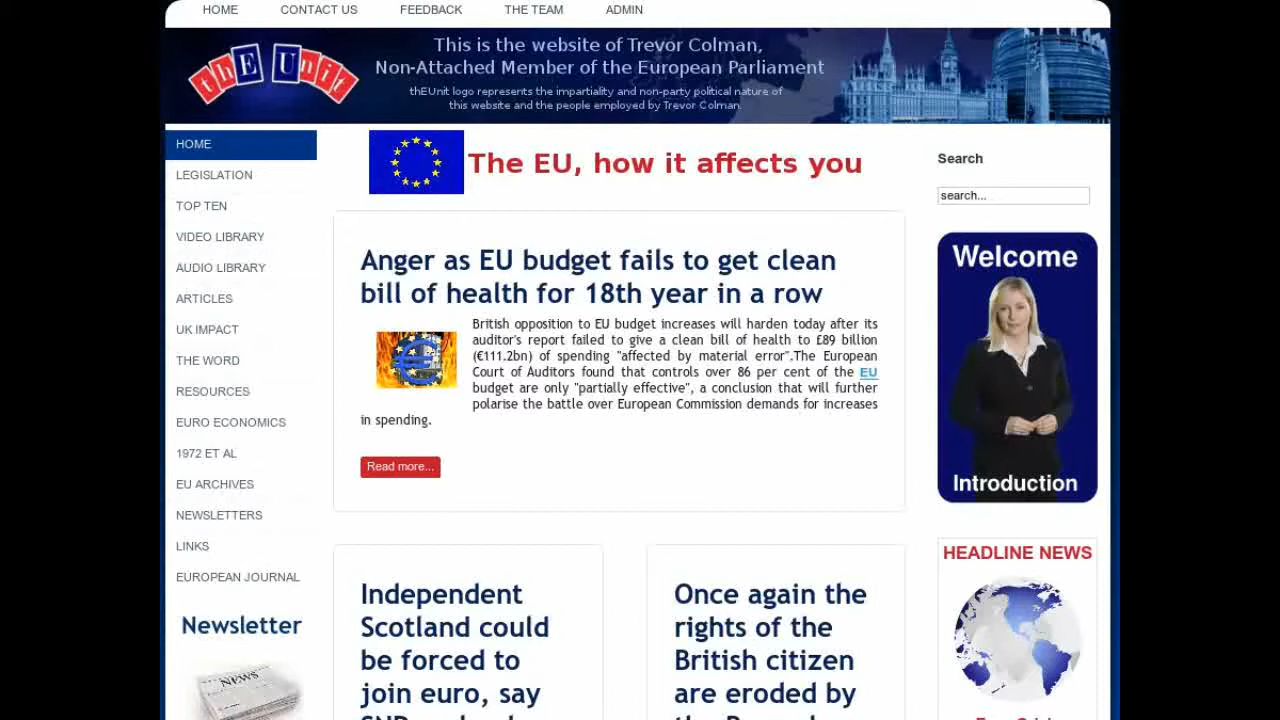 HOME
CONTACT US
FEEDBACK
THE TEAM
ADMIN
thEUnit
This is the website of Trevor Colman,
Non-Attached Member of the European Parliament
thEUnit logo represents the impartiality and non-party political nature of
this website and the people employed by Trevor Colman.
HOME
LEGISLATION
TOP TEN
VIDEO LIBRARY
AUDIO LIBRARY
ARTICLES
UK IMPACT
THE WORD
RESOURCES
EURO ECONOMICS
1972 ET AL
EU ARCHIVES
NEWSLETTERS
LINKS
EUROPEAN JOURNAL
Newsletter
NEWS
The EU, how it affects you
Anger as EU budget fails to get clean
bill of health for 18th year in a row
British opposition to EU budget increases will harden today after its
auditor's report failed to give a clean bill of health to £89 billion
(€111.2bn) of spending "affected by material error".The European
Court of Auditors found that controls over 86 per cent of the EU
budget are only "partially effective", a conclusion that will further
polarise the battle over European Commission demands for increases
in spending.
Read more...
Independent
Scotland could
be forced to
join euro, say
Once again the
rights of the
British citizen
are eroded by
Search
search...
Welcome
Introduction
HEADLINE NEWS